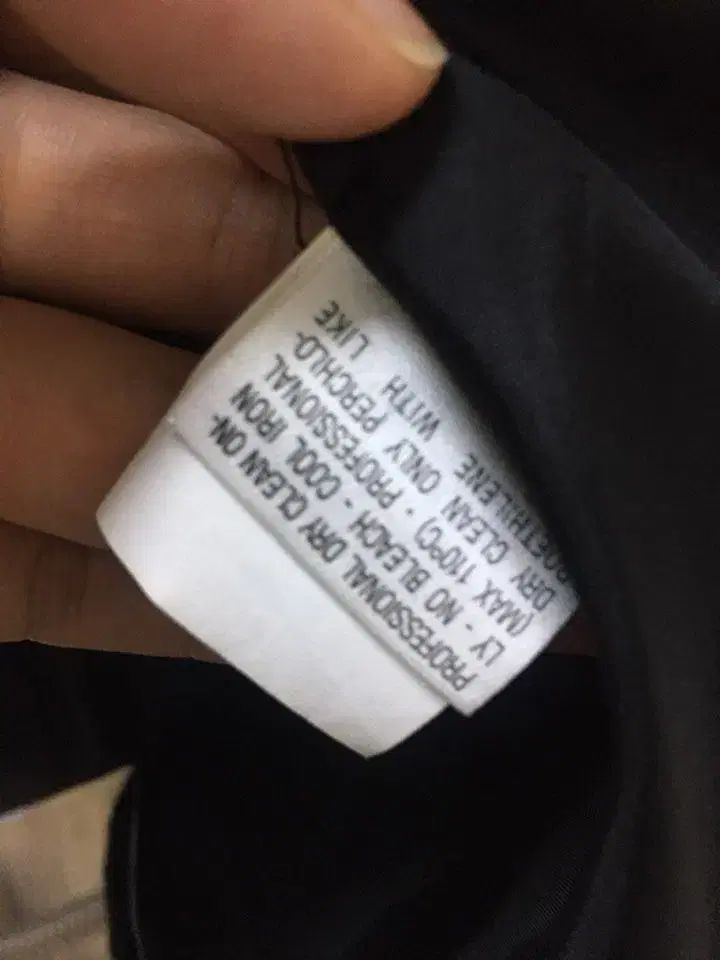 PROFESSIONAL DRY CLEAN ON-
LY - NO BLEACH - COOL IRON
(MAX 110°C) - PROFESSIONAL
DRY CLEAN ONLY PERCHLO-
ROETHILENE WITH LIKE